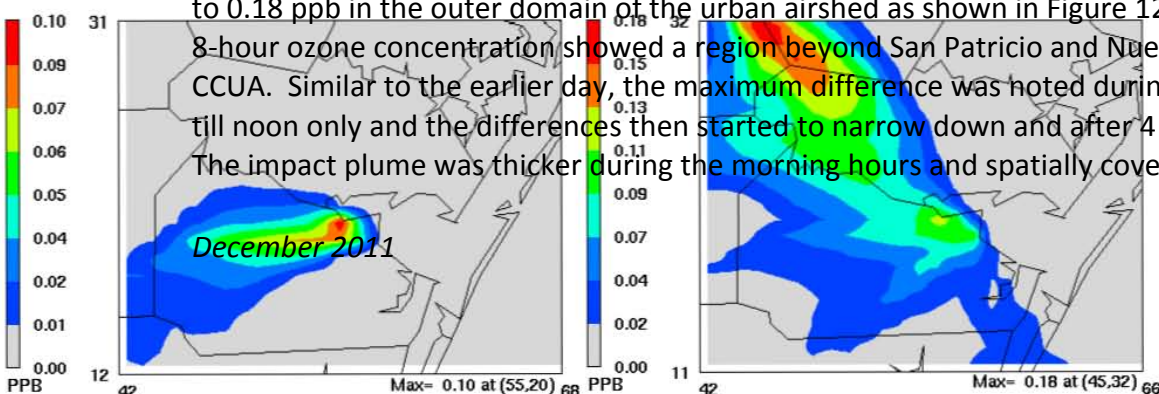 to 0.18 ppb in the outer domain of the urban airshed as shown in Figure 12
8-hour ozone concentration showed a region beyond San Patricio and Nue
CCUA. Similar to the earlier day, the maximum difference was noted durin
till noon only and the differences then started to narrow down and after 4
The impact plume was thicker during the morning hours and spatially cove
December 2011
0.10
0.09
0.07
0.06
0.05
0.04
0.02
0.01
0.00
PPB
31
12
42
Max= 0.10 at (55,20)
68
0.18
0.15
0.13
0.11
0.09
0.07
0.04
0.02
0.00
PPB
32
11
42
Max= 0.18 at (45,32)
66